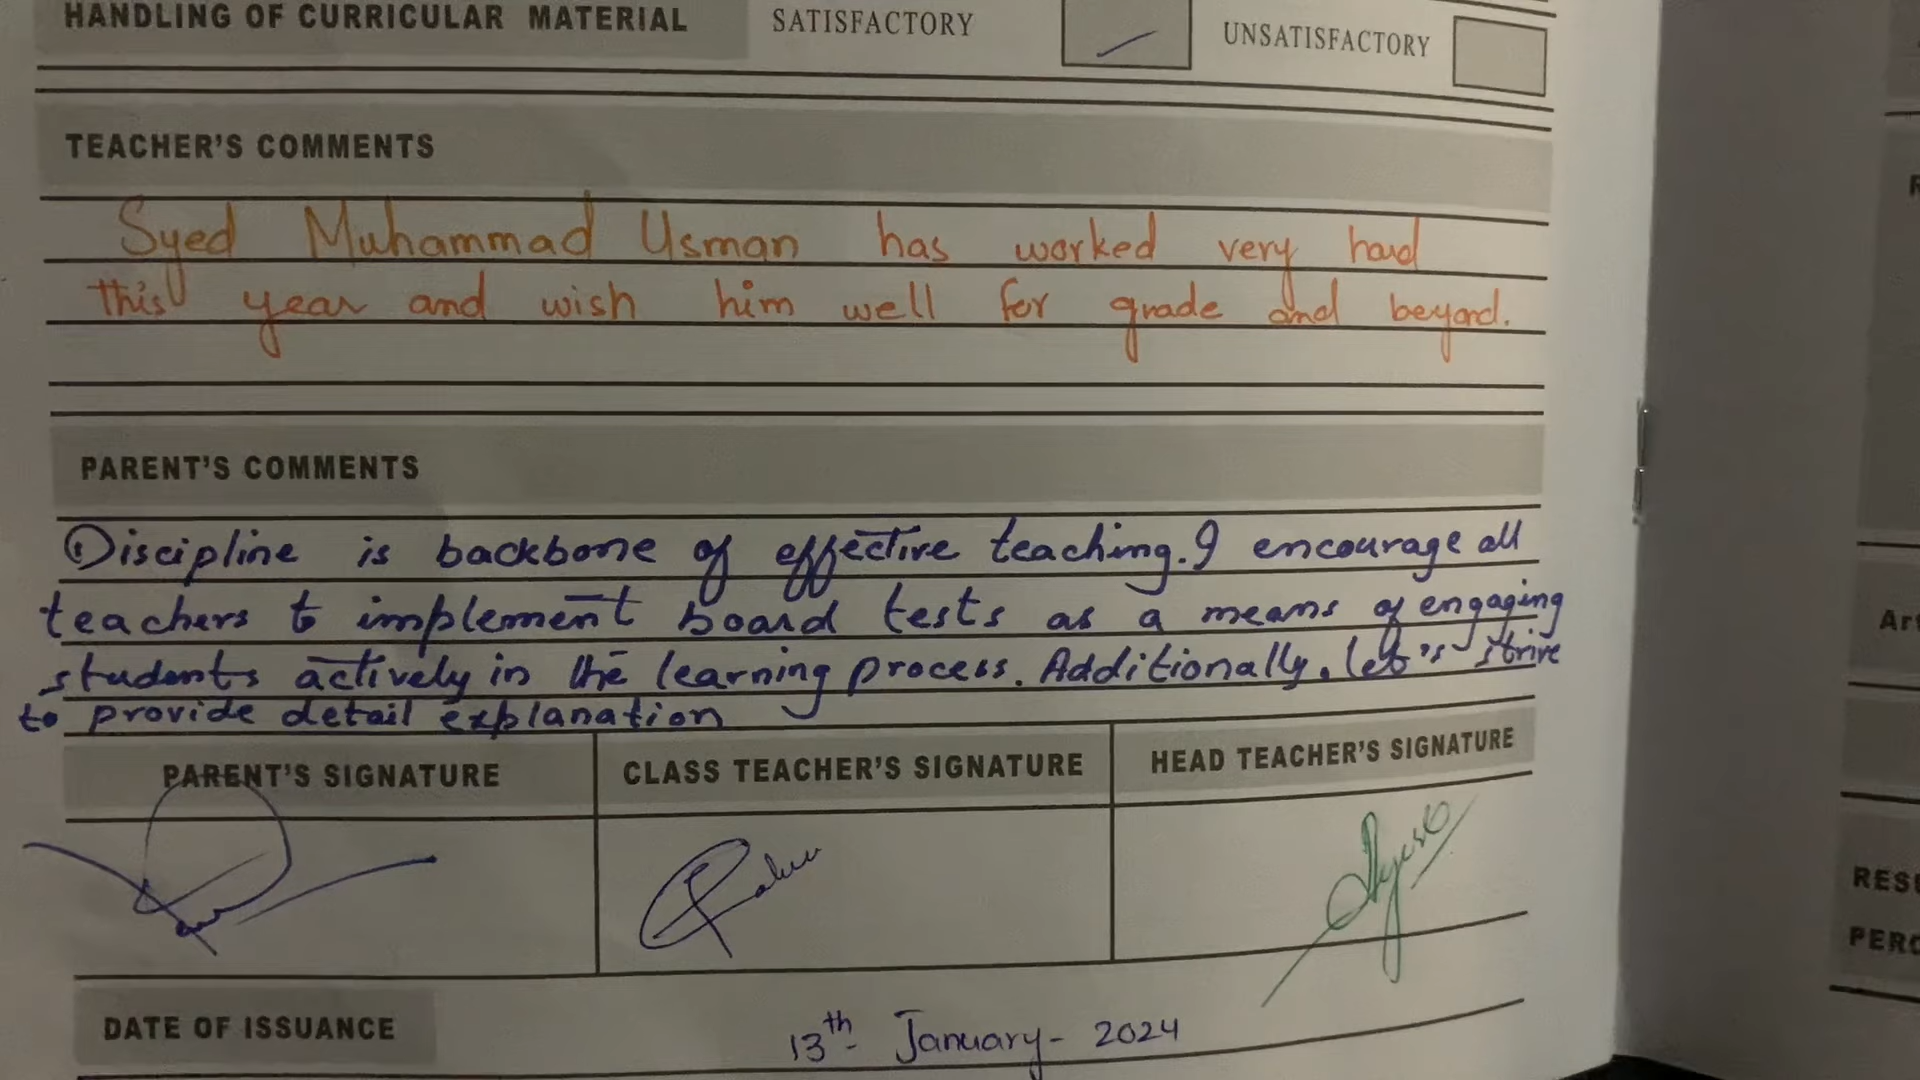 HANDLING OF CURRICULAR MATERIAL SATISFACTORY UNSATISFACTORY
TEACHER'S COMMENTS
Syed Muhammad Usman has worked very hard
this year and wish him well for grade and beyond.
PARENT'S COMMENTS
Discipline is backbone of effective teaching. I encourage all
teachers to implement board tests as a means of engaging
students actively in the learning process. Additionally, let's strive
to provide detail explanation
PARENT'S SIGNATURE CLASS TEACHER'S SIGNATURE HEAD TEACHER'S SIGNATURE
DATE OF ISSUANCE 13th January - 2024